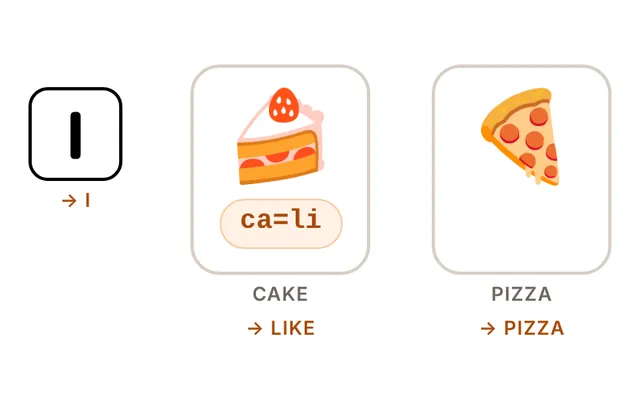 I
→ I
ca=li
CAKE
→ LIKE
PIZZA
→ PIZZA